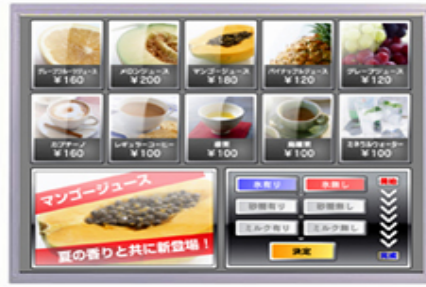 グレープフルーツジュース
¥160
メロンジュース
¥200
マンゴージュース
¥180
パイナップルジュース
¥120
グレープジュース
¥120
カプチーノ
¥160
レギュラーコーヒー
¥100
緑茶
¥100
烏龍茶
¥100
ミネラルウォーター
¥100
マンゴージュース
夏の香りと共に新登場！
氷有り
氷無し
砂糖有り
砂糖無し
ミルク有り
ミルク無し
決定
開始
完成